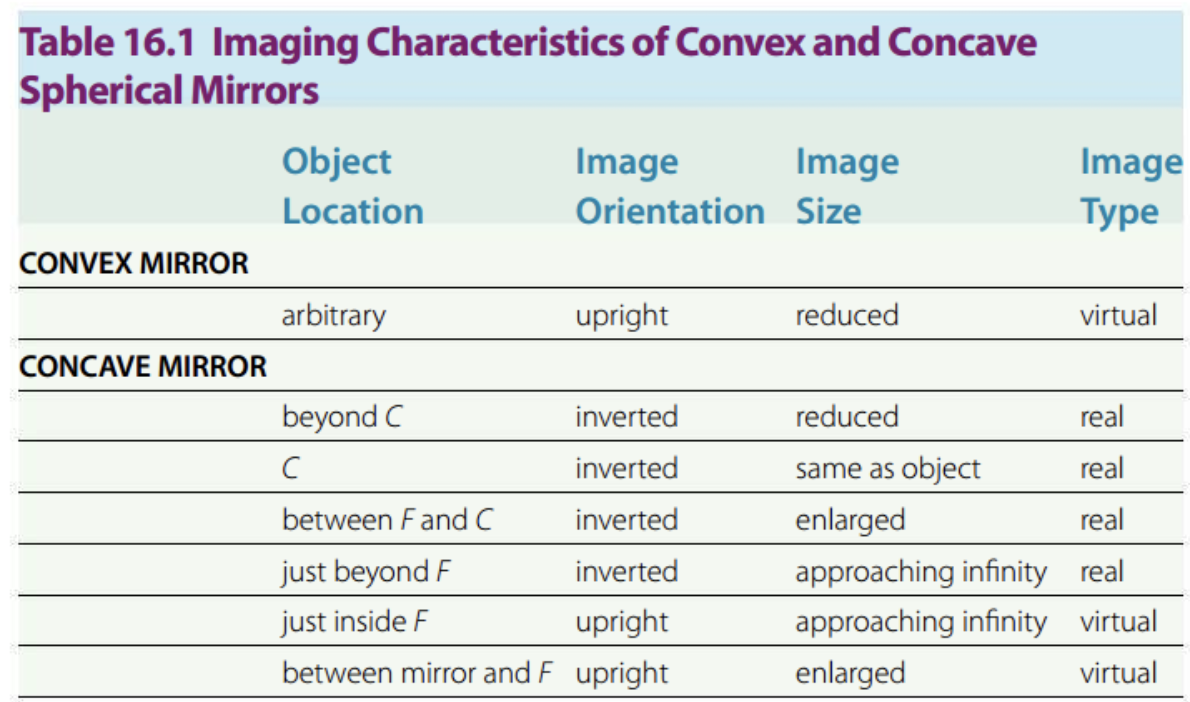 Table 16.1 Imaging Characteristics of Convex and Concave
Spherical Mirrors
Object Location Image Orientation Image Size Image Type
CONVEX MIRROR
arbitrary upright reduced virtual
CONCAVE MIRROR
beyond C inverted reduced real
C inverted same as object real
between F and C inverted enlarged real
just beyond F inverted approaching infinity real
just inside F upright approaching infinity virtual
between mirror and F upright enlarged virtual